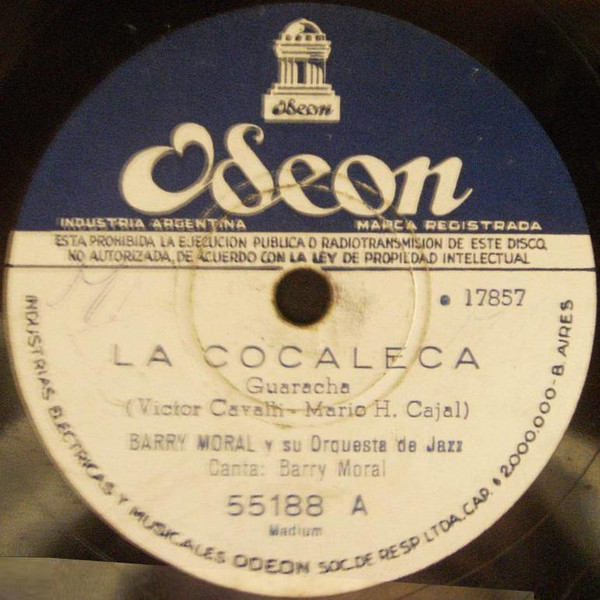 Odeon
Odeon
INDUSTRIA ARGENTINA MARCA REGISTRADA
ESTA PROHIBIDA LA EJECUCION PUBLICA O RADIOTRANSMISION DE ESTE DISCO,
NO AUTORIZADA, DE ACUERDO CON LA LEY DE PROPIEDAD INTELECTUAL
• 17857
LA COCALECA
Guaracha
(Victor Cavalli - Mario H. Cajal)
BARRY MORAL y su Orquesta de Jazz
Canta: Barry Moral
55188 A
Medium
INDUSTRIAS ELECTRICAS Y MUSICALES ODEON SOC. DE RESP. LTDA, CAP. $ 2.000.000 - B. AIRES